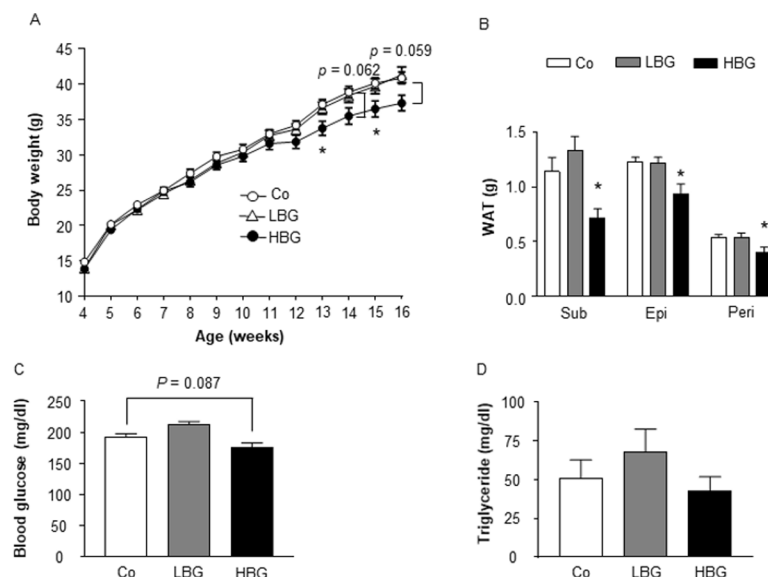 A
p = 0.059
p = 0.062
45
40
35
30
25
20
15
10
Body weight (g)
*
*
Co
LBG
HBG
4 5 6 7 8 9 10 11 12 13 14 15 16
Age (weeks)
B
Co LBG HBG
1.5
1.0
0.5
0.0
WAT (g)
*
*
*
Sub Epi Peri
C
P = 0.087
250
200
150
100
50
0
Blood glucose (mg/dl)
Co LBG HBG
D
100
75
50
25
0
Triglyceride (mg/dl)
Co LBG HBG